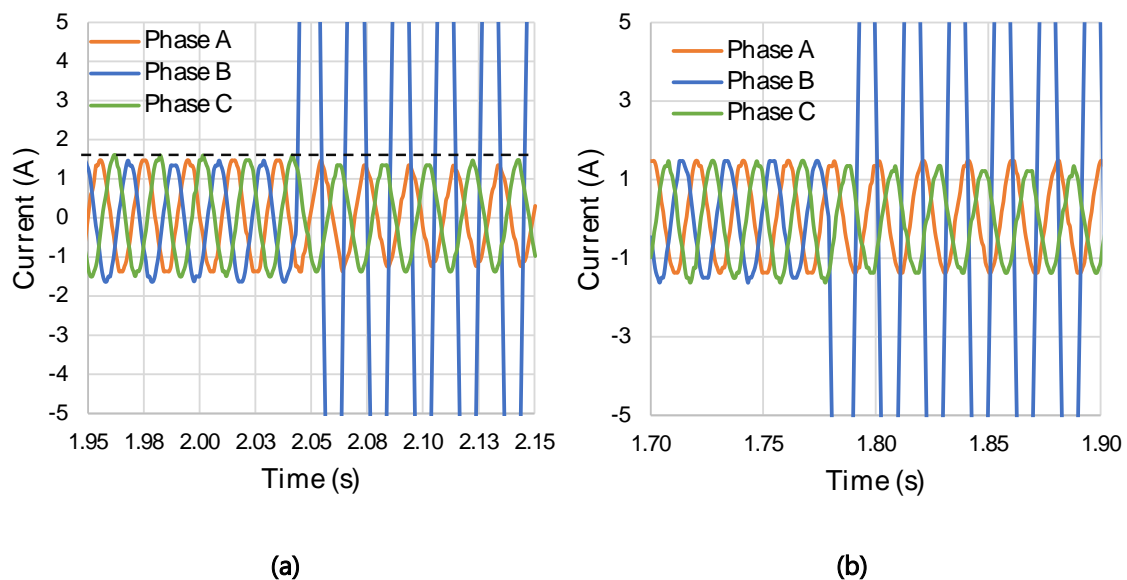 5
4
3
2
1
0
-1
-2
-3
-4
-5
Current (A)
Phase A
Phase B
Phase C
1.95 1.98 2.00 2.03 2.05 2.08 2.10 2.13 2.15
Time (s)
(a)
5
3
1
-1
-3
-5
Current (A)
Phase A
Phase B
Phase C
1.70 1.75 1.80 1.85 1.90
Time (s)
(b)